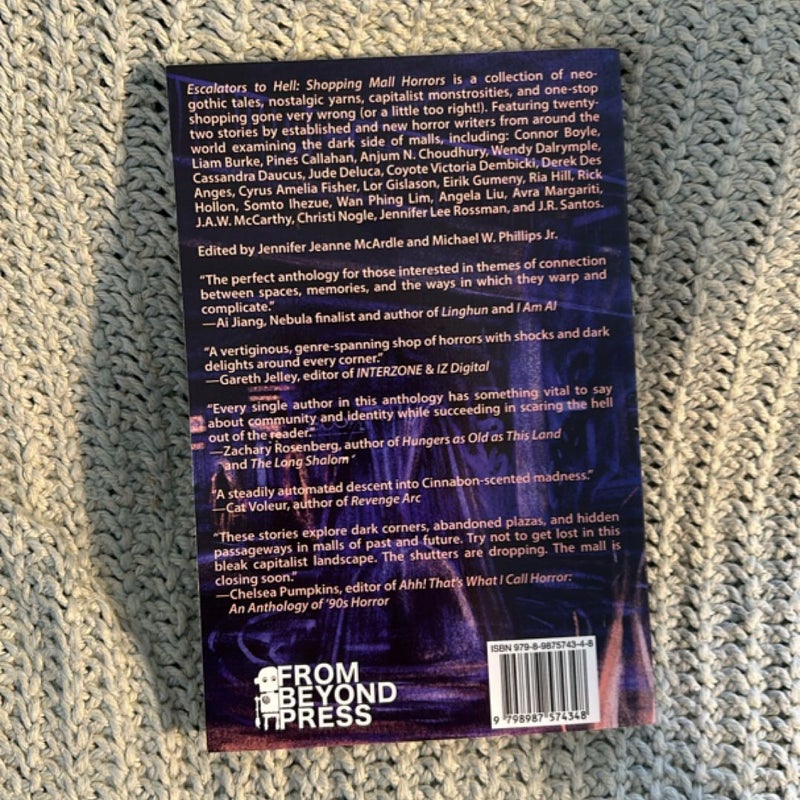 Escalators to Hell: Shopping Mall Horrors is a collection of neo-
gothic tales, nostalgic yarns, capitalist monstrosities, and one-stop
shopping gone very wrong (or a little too right!). Featuring twenty-
two stories by established and new horror writers from around the
world examining the dark side of malls, including: Connor Boyle,
Liam Burke, Pines Callahan, Anjum N. Choudhury, Wendy Dalrymple,
Cassandra Daucus, Jude Deluca, Coyote Victoria Dembicki, Derek Des
Anges, Cyrus Amelia Fisher, Lor Gislason, Eirik Gumeny, Ria Hill, Rick
Hollon, Somto Ihezue, Wan Phing Lim, Angela Liu, Avra Margariti,
J.A.W. McCarthy, Christi Nogle, Jennifer Lee Rossman, and J.R. Santos.
Edited by Jennifer Jeanne McArdle and Michael W. Phillips Jr.
"The perfect anthology for those interested in themes of connection
between spaces, memories, and the ways in which they warp and
complicate."
—Ai Jiang, Nebula finalist and author of Linghun and I Am AI
"A vertiginous, genre-spanning shop of horrors with shocks and dark
delights around every corner."
—Gareth Jelley, editor of INTERZONE & IZ Digital
"Every single author in this anthology has something vital to say
about community and identity while succeeding in scaring the hell
out of the reader."
—Zachary Rosenberg, author of Hungers as Old as This Land
and The Long Shalom
"A steadily automated descent into Cinnabon-scented madness."
—Cat Voleur, author of Revenge Arc
"These stories explore dark corners, abandoned plazas, and hidden
passageways in malls of past and future. Try not to get lost in this
bleak capitalist landscape. The shutters are dropping. The mall is
closing soon."
—Chelsea Pumpkins, editor of Ahh! That's What I Call Horror:
An Anthology of '90s Horror
FROM
BEYOND
PRESS
ISBN 979-8-9875743-4-8
9 798987 574348